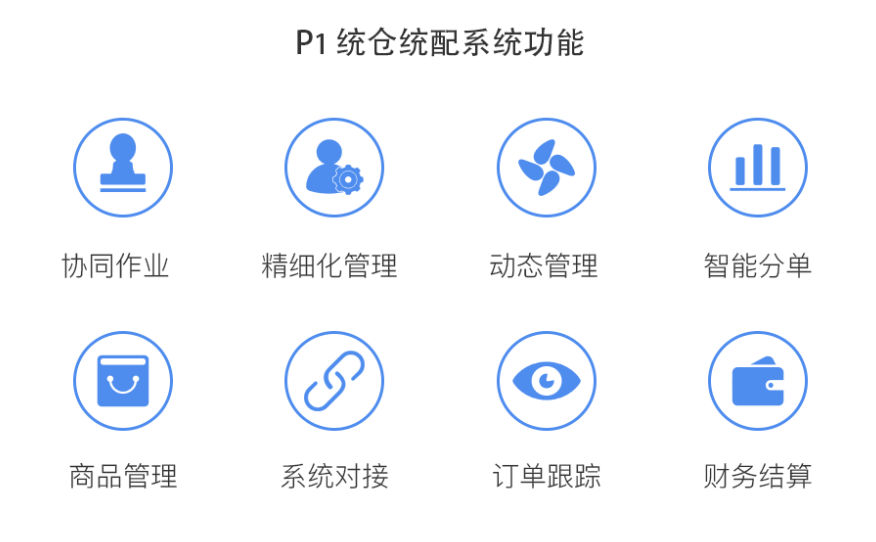 P1 统仓统配系统功能
协同作业
精细化管理
动态管理
智能分单
商品管理
系统对接
订单跟踪
财务结算